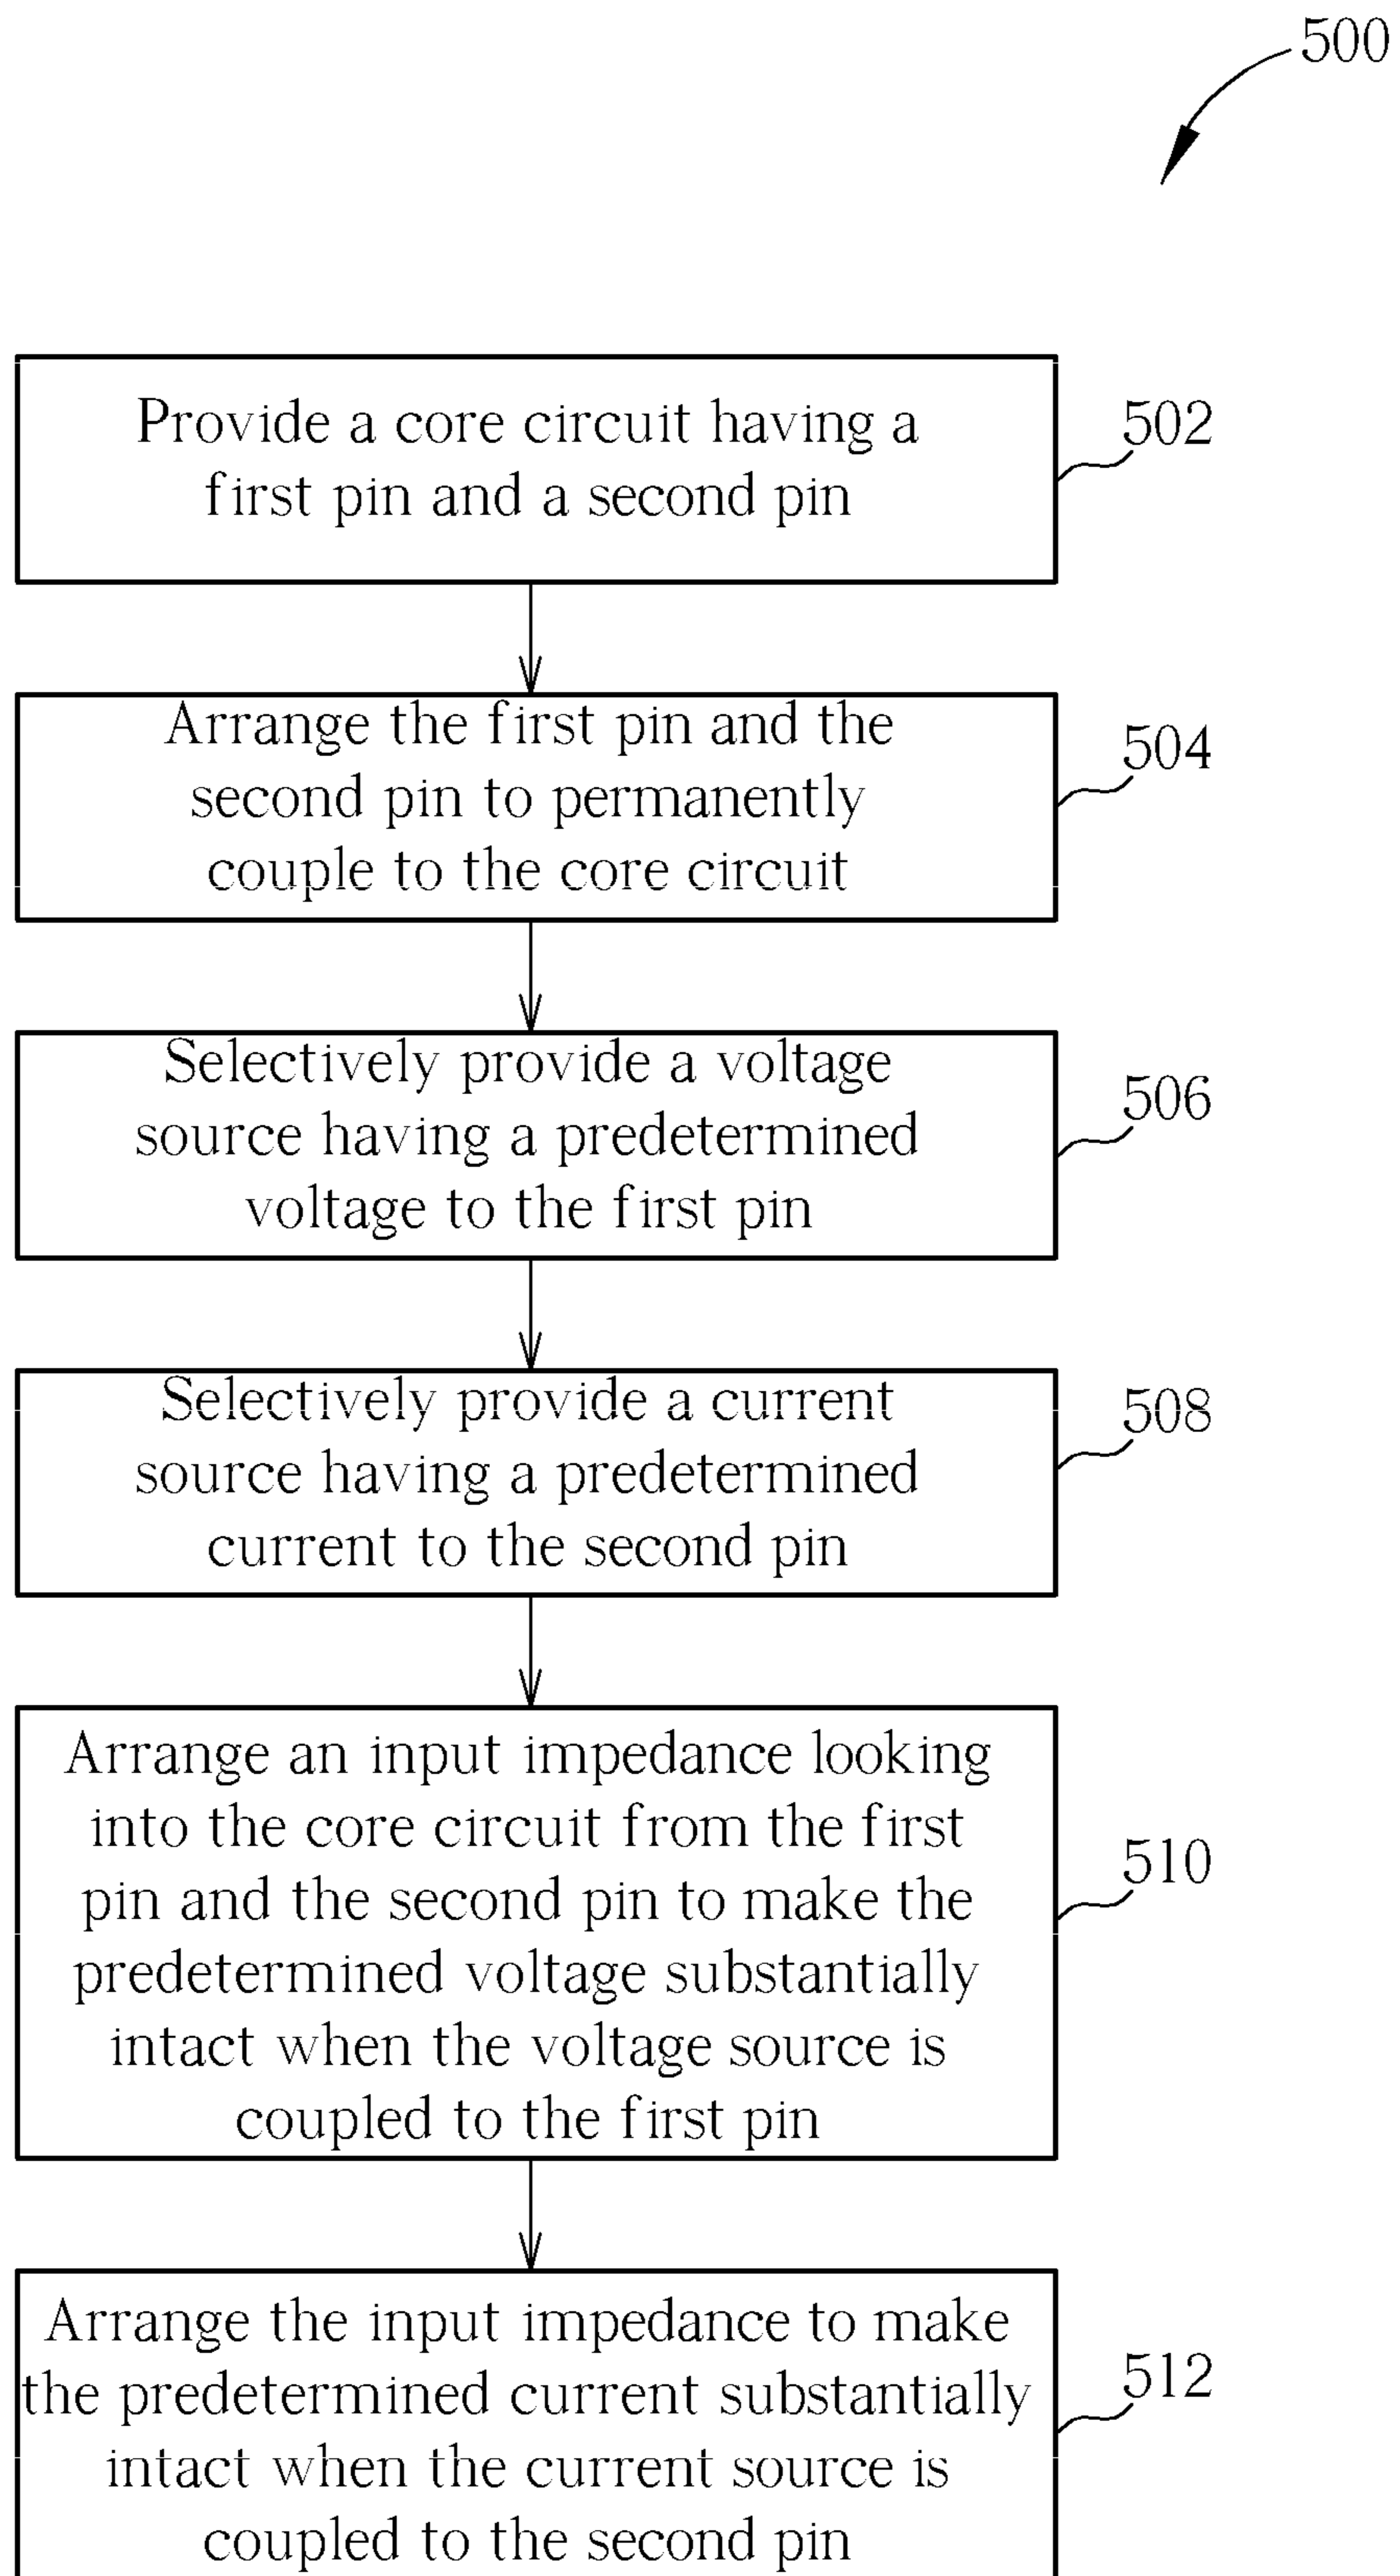 500
Provide a core circuit having a
first pin and a second pin
502
Arrange the first pin and the
second pin to permanently
couple to the core circuit
504
Selectively provide a voltage
source having a predetermined
voltage to the first pin
506
Selectively provide a current
source having a predetermined
current to the second pin
508
Arrange an input impedance looking
into the core circuit from the first
pin and the second pin to make the
predetermined voltage substantially
intact when the voltage source is
coupled to the first pin
510
Arrange the input impedance to make
the predetermined current substantially
intact when the current source is
coupled to the second pin
512